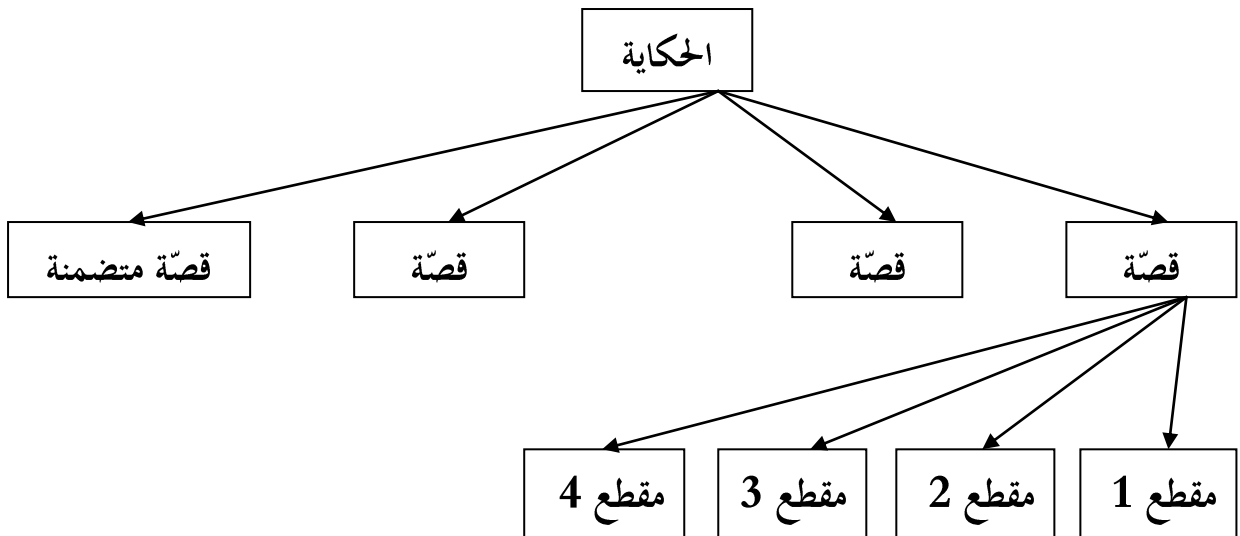 الحكاية
قصّة
قصّة
قصّة
قصّة متضمنة
مقطع 1
مقطع 2
مقطع 3
مقطع 4